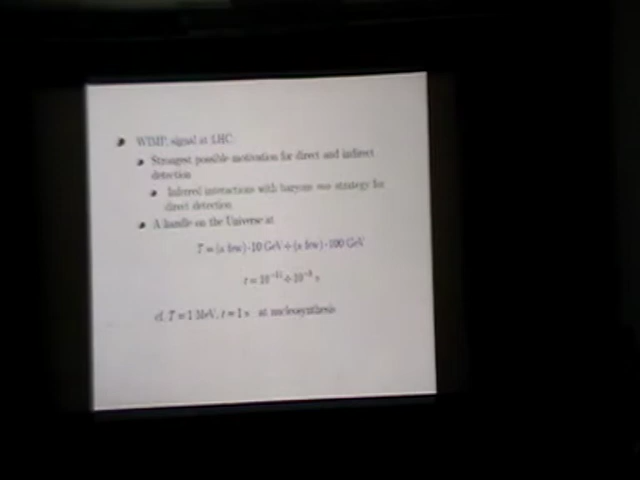 WIMP, signal at LHC:
Strongest possible motivation for direct and indirect
detection
Inferred interactions with baryons strategy for
direct detection
A handle on the Universe at
T = (a few) · 10 GeV ÷ (a few) · 100 GeV
t = 10 ÷ 10 s
cf. T = 1 MeV, t = 1 s at nucleosynthesis